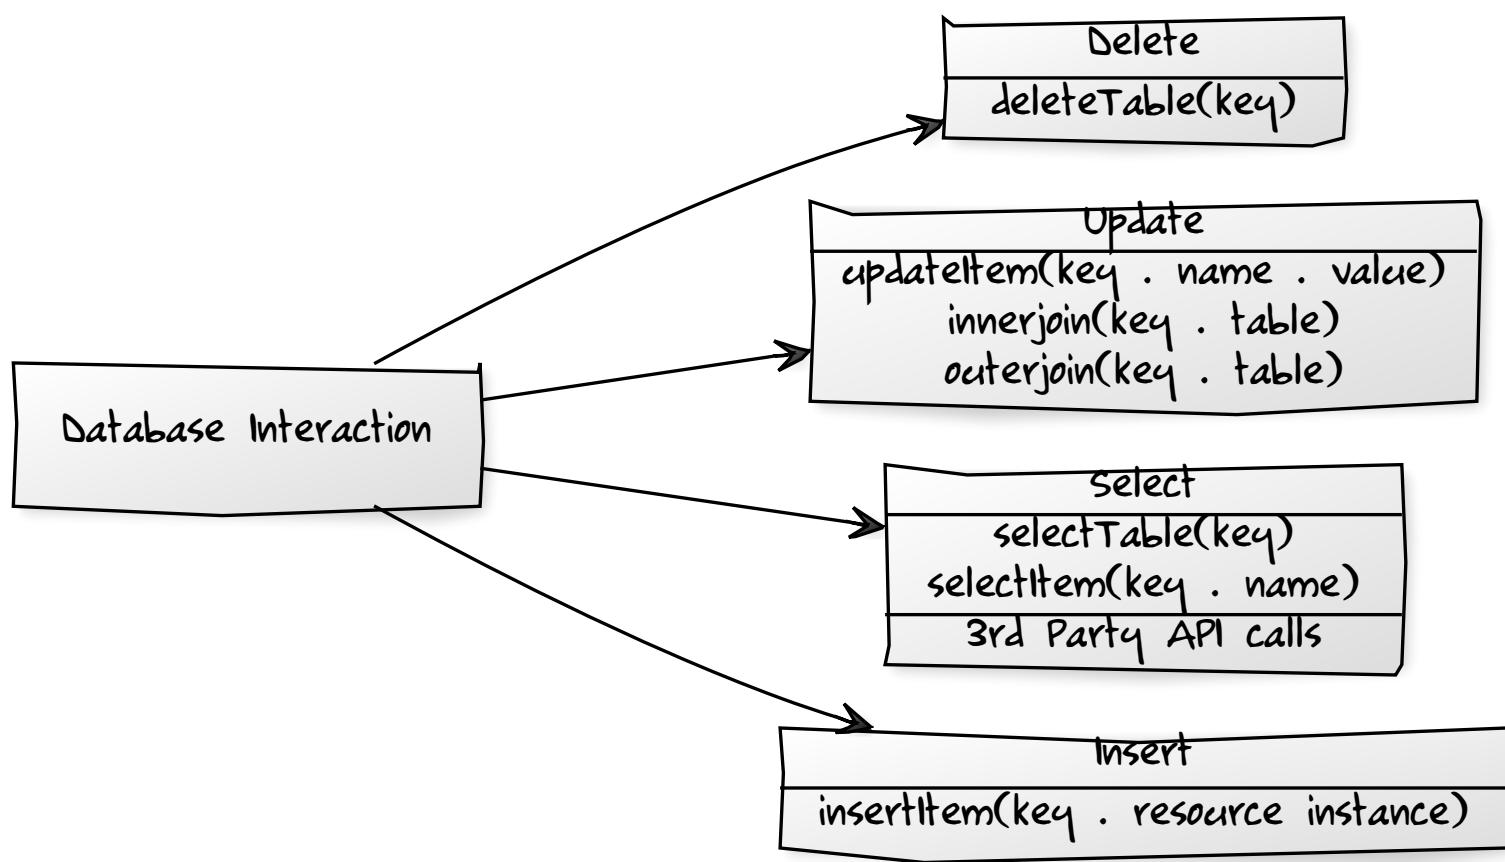 Delete
deleteTable(key)
Update
updateItem(key . name . value)
innerjoin(key . table)
outerjoin(key . table)
Database Interaction
Select
selectTable(key)
selectItem(key . name)
3rd Party API calls
Insert
insertItem(key . resource instance)